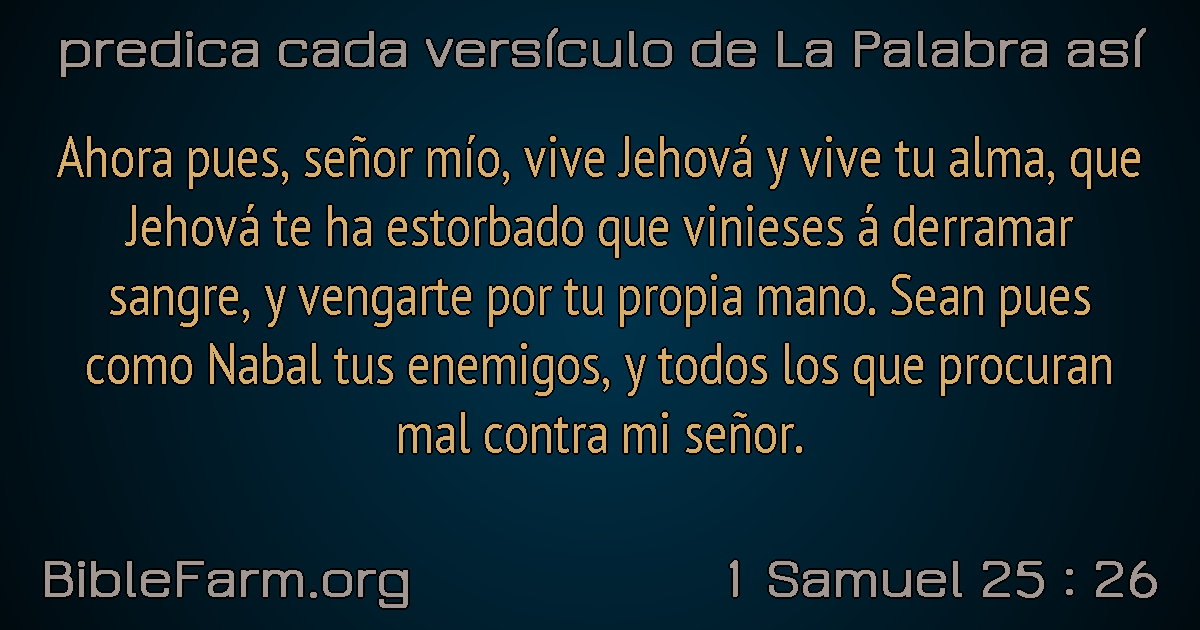 predica cada versículo de La Palabra así
Ahora pues, señor mío, vive Jehová y vive tu alma, que
Jehová te ha estorbado que vinieses á derramar
sangre, y vengarte por tu propia mano. Sean pues
como Nabal tus enemigos, y todos los que procuran
mal contra mi señor.
BibleFarm.org
1 Samuel 25 : 26